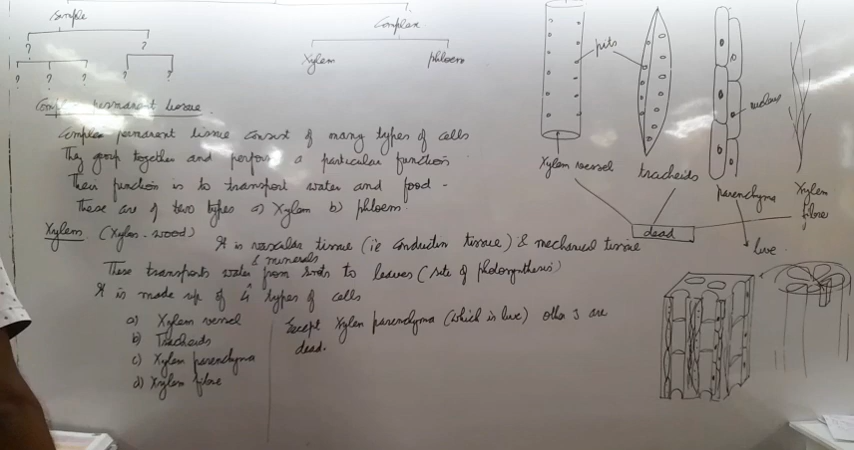 Simple
Complex
?
?
?
?
?
?
?
Xylem
phloem
Complex permanant tissue
Complex permanant tissue consist of many types of cells
They group together and perform a particular function
Their function is to transport water and food -
These are of two types a) Xylem b) phloem.
Xylem (Xylos - wood) It is vascular tissue (i.e conductin tissue) & mechanical tissue
& minerals
These transports water from roots to leaves (site of photosynthesis)
It is made up of 4 types of cells
a) Xylem vessel
b) Tracheids
c) Xylem parenchyma
d) Xylem fibre
Except Xylem parenchyma (which is live) other 3 are
dead.
pits
nucleus
Xylem vessel
tracheids
parenchyma
Xylem
fibre
dead
live